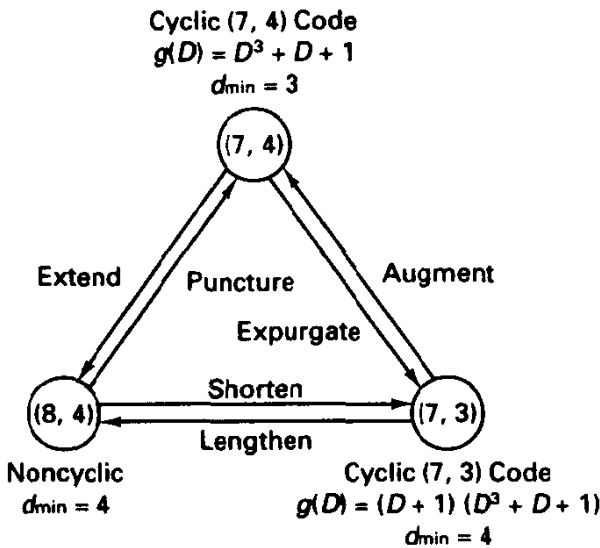 Cyclic (7, 4) Code
g(D) = D³ + D + 1
dmin = 3
(7, 4)
Extend
Puncture
Augment
Expurgate
Shorten
(8, 4)
(7, 3)
Lengthen
Noncyclic
dmin = 4
Cyclic (7, 3) Code
g(D) = (D + 1) (D³ + D + 1)
dmin = 4